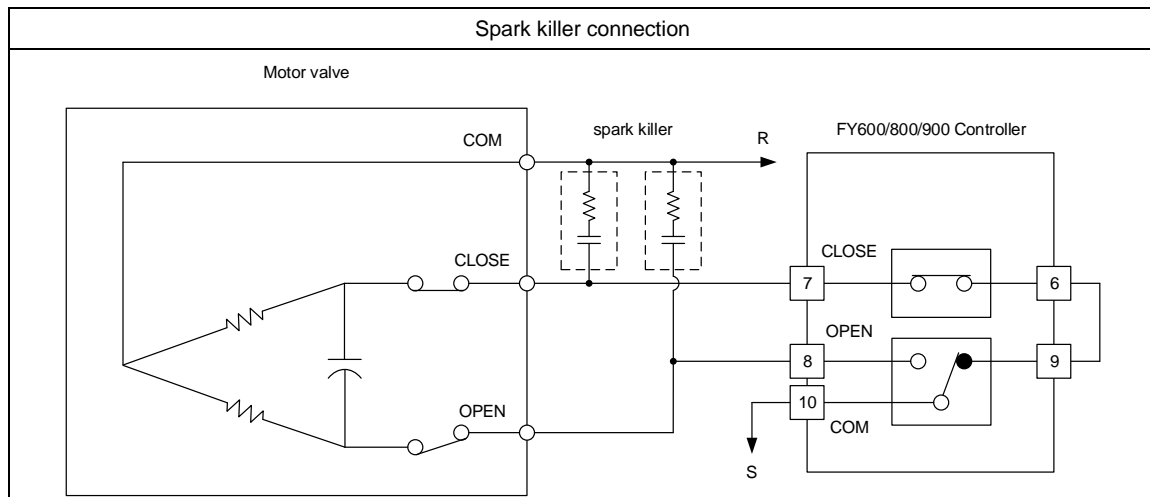 Spark killer connection
Motor valve
spark killer
FY600/800/900 Controller
COM
R
CLOSE
CLOSE
7
6
OPEN
8
9
10
OPEN
COM
S